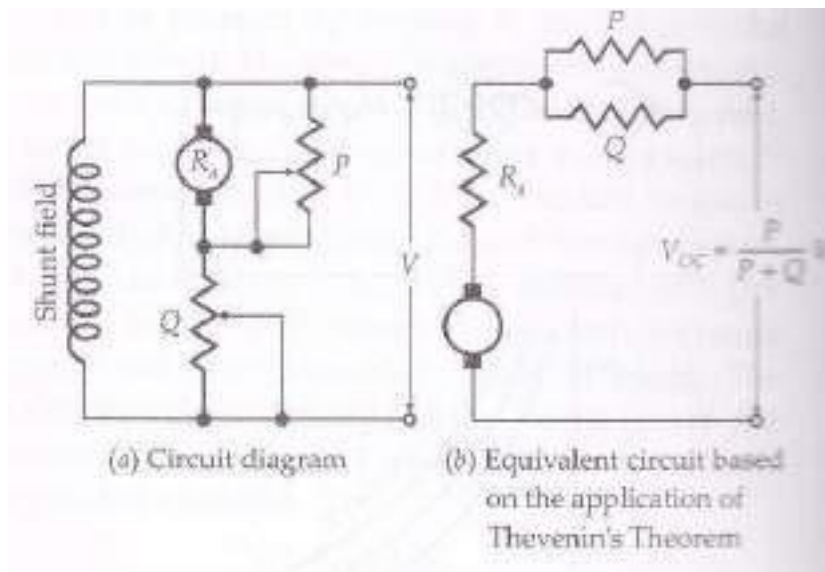 P
Q
R_A
P
Shunt field
V
Q
R_A
V_OC = P / P + Q
(a) Circuit diagram
(b) Equivalent circuit based
on the application of
Thevenin's Theorem